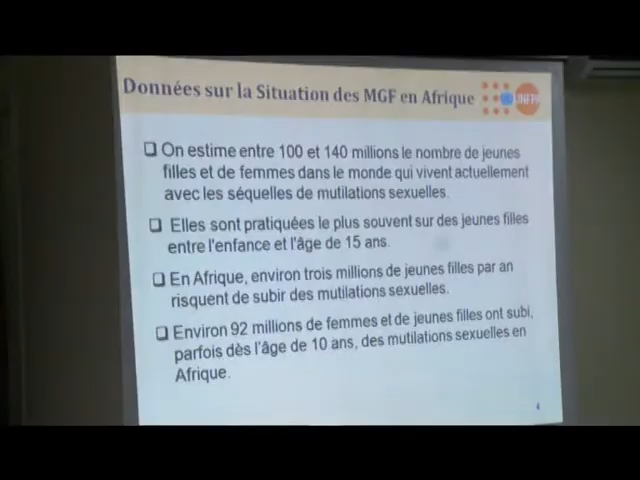 Données sur la Situation des MGF en Afrique
UNFPA
❑ On estime entre 100 et 140 millions le nombre de jeunes
filles et de femmes dans le monde qui vivent actuellement
avec les séquelles de mutilations sexuelles.
❑ Elles sont pratiquées le plus souvent sur des jeunes filles
entre l'enfance et l'âge de 15 ans.
❑ En Afrique, environ trois millions de jeunes filles par an
risquent de subir des mutilations sexuelles.
❑ Environ 92 millions de femmes et de jeunes filles ont subi,
parfois dès l'âge de 10 ans, des mutilations sexuelles en
Afrique.
4